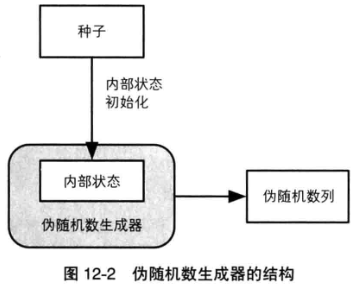 种子
内部状态
初始化
内部状态
伪随机数生成器
伪随机数列
图 12-2 伪随机数生成器的结构